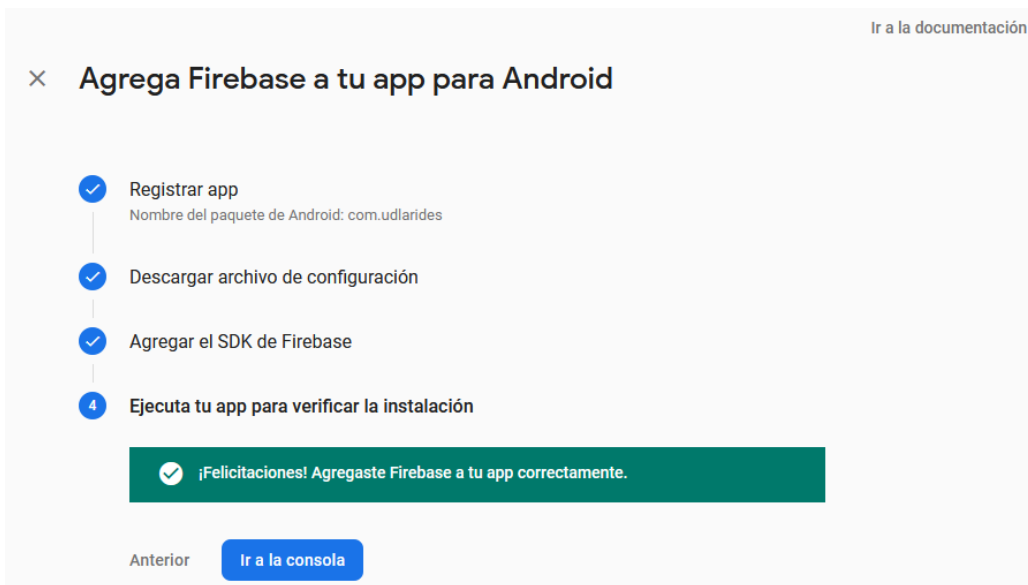 Ir a la documentación
Agrega Firebase a tu app para Android
Registrar app
Nombre del paquete de Android: com.udlarides
Descargar archivo de configuración
Agregar el SDK de Firebase
4
Ejecuta tu app para verificar la instalación
¡Felicitaciones! Agregaste Firebase a tu app correctamente.
Anterior
Ir a la consola